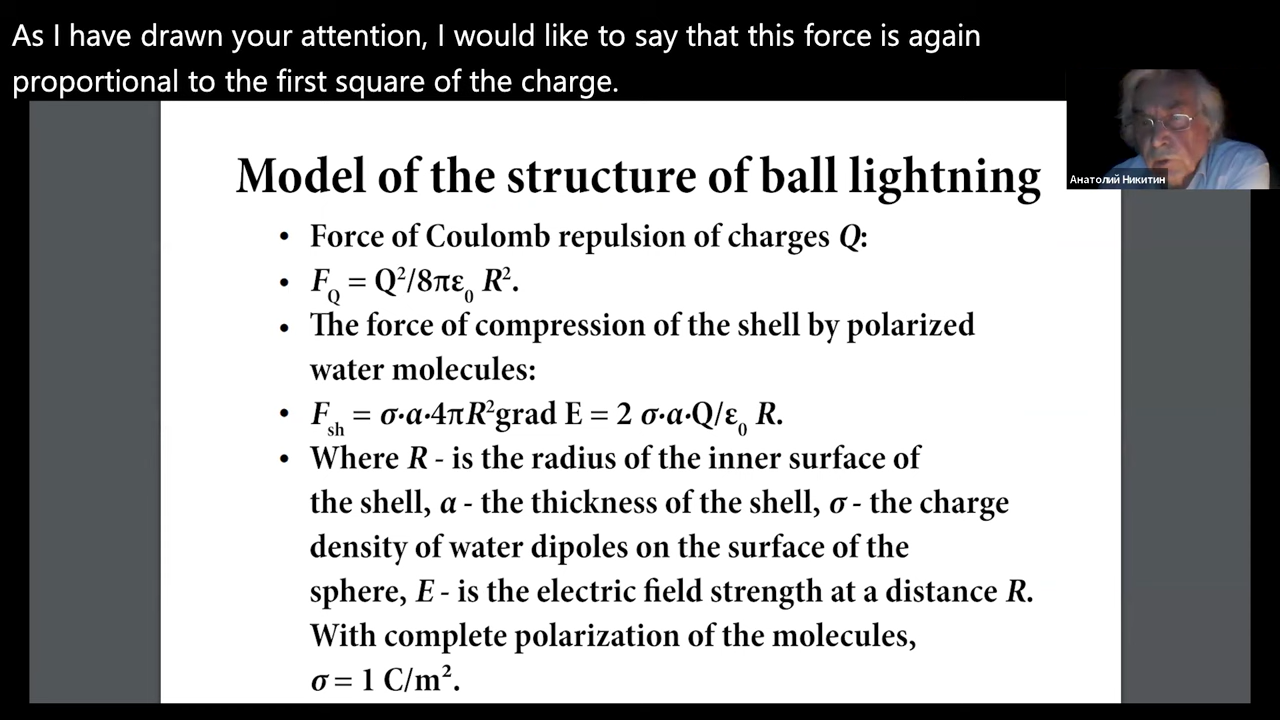 As I have drawn your attention, I would like to say that this force is again
proportional to the first square of the charge.
Анатолий Никитин
Model of the structure of ball lightning
• Force of Coulomb repulsion of charges Q:
• F_Q = Q²/8πε₀ R².
• The force of compression of the shell by polarized
water molecules:
• F_sh = σ·a·4πR²grad E = 2 σ·a·Q/ε₀ R.
• Where R - is the radius of the inner surface of
the shell, a - the thickness of the shell, σ - the charge
density of water dipoles on the surface of the
sphere, E - is the electric field strength at a distance R.
With complete polarization of the molecules,
σ = 1 C/m².